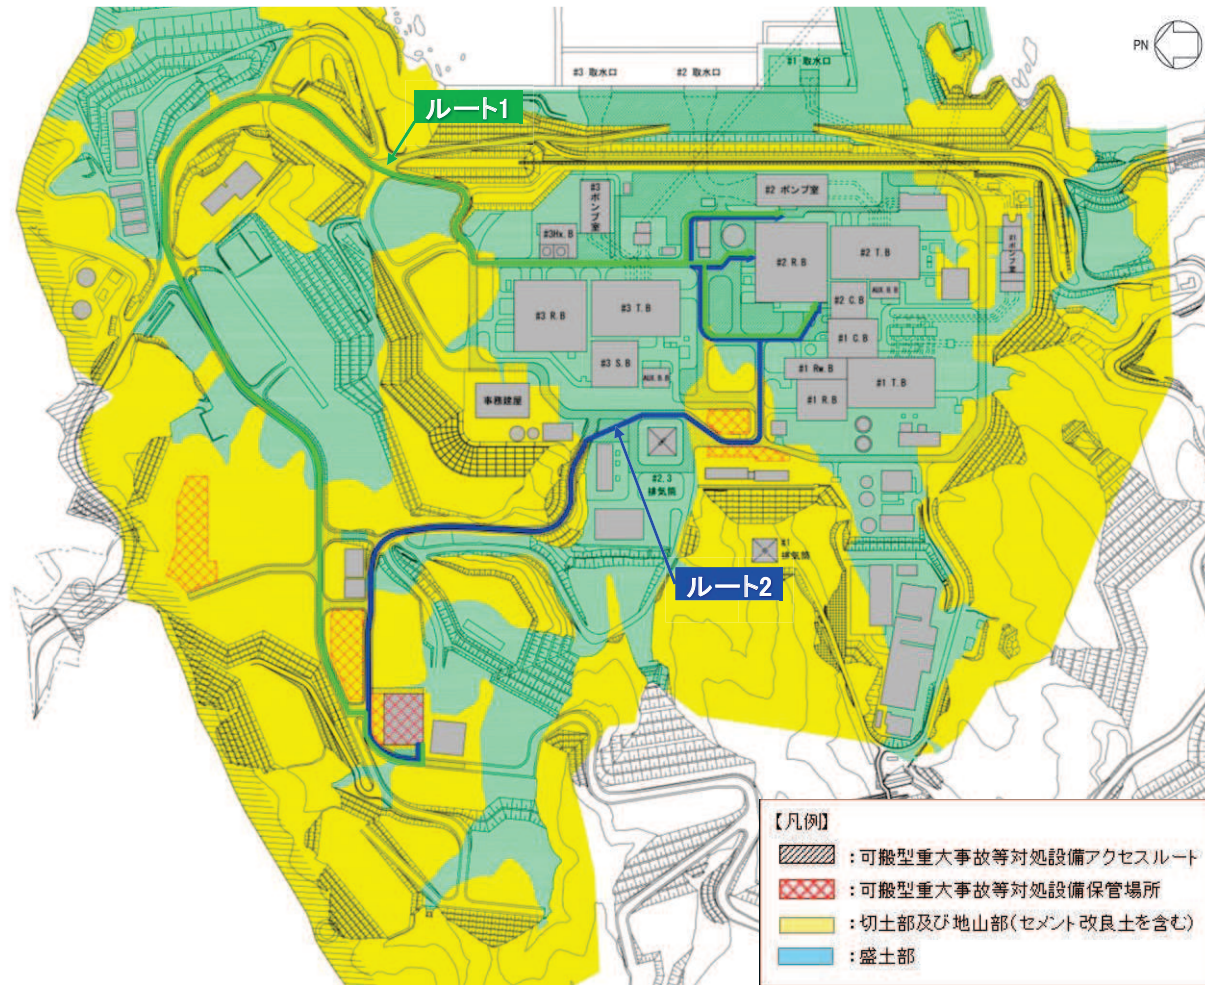 PN
#3 取水口
#2 取水口
#1 取水口
ルート1
#3
ポンプ室
#2 ポンプ室
#3Hx.B
#1
ポンプ室
#2 R.B
#2 T.B
#2 C.B
AUX.B.B
#3 R.B
#3 T.B
#1 C.B
#3 S.B
AUX.B.B
#1 Rw.B
#1 R.B
#1 T.B
事務建屋
#2,3
排気筒
#1
排気筒
ルート2
【凡例】
:可搬型重大事故等対処設備アクセスルート
:可搬型重大事故等対処設備保管場所
:切土部及び地山部(セメント改良土を含む)
:盛土部